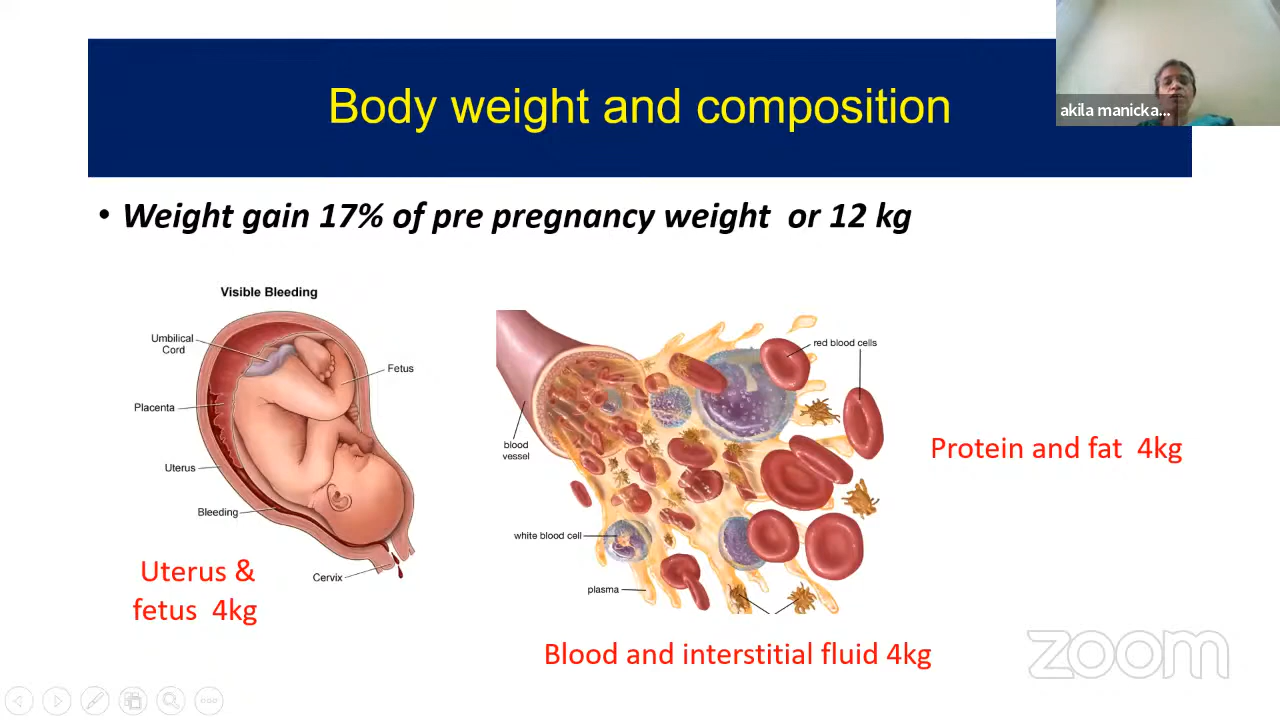 Body weight and composition
akila manicka...
• Weight gain 17% of pre pregnancy weight or 12 kg
Visible Bleeding
Umbilical
Cord
Fetus
Placenta
Uterus
Bleeding
Cervix
Uterus &
fetus 4kg
red blood cells
blood
vessel
white blood cell
plasma
Blood and interstitial fluid 4kg
Protein and fat 4kg
zoom